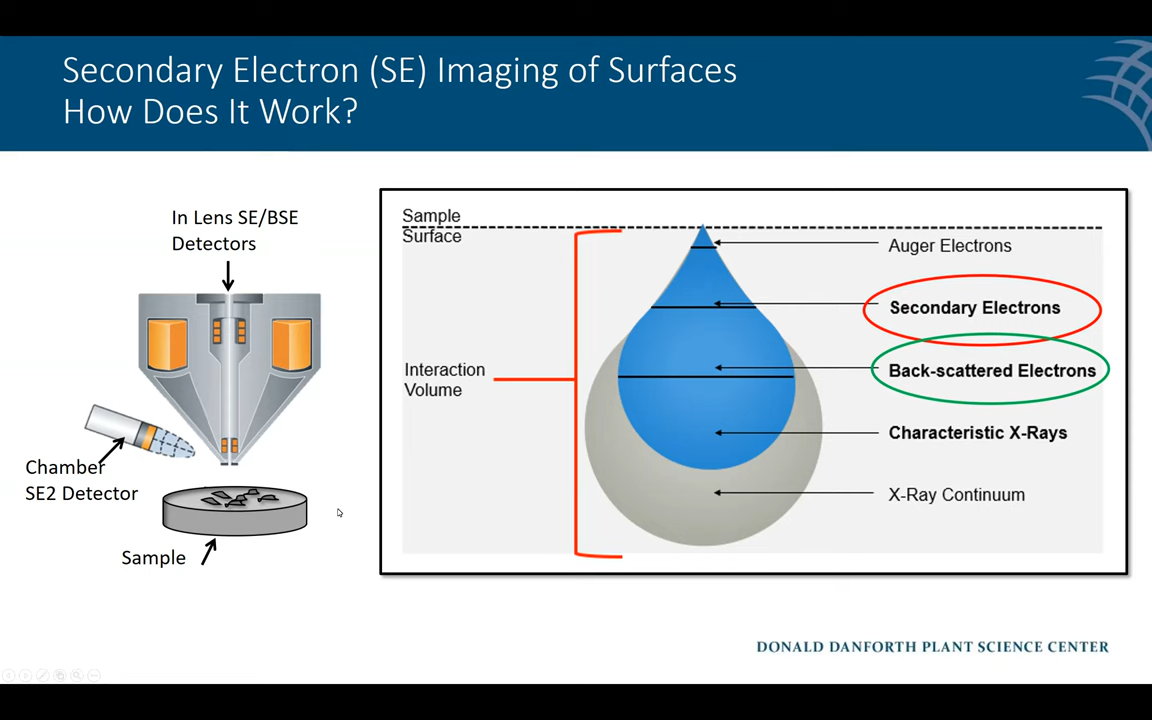 Secondary Electron (SE) Imaging of Surfaces
How Does It Work?
In Lens SE/BSE
Detectors
Chamber
SE2 Detector
Sample
Sample
Surface
Interaction
Volume
Auger Electrons
Secondary Electrons
Back-scattered Electrons
Characteristic X-Rays
X-Ray Continuum
DONALD DANFORTH PLANT SCIENCE CENTER